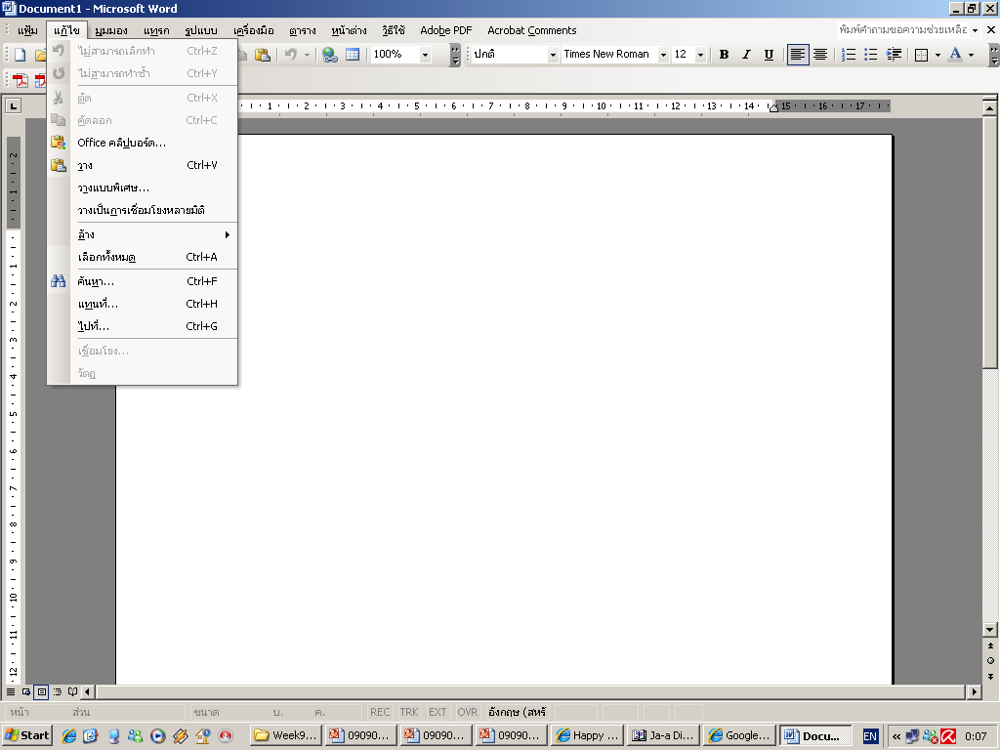 Document1 - Microsoft Word
แฟ้ม แก้ไข มุมมอง แทรก รูปแบบ เครื่องมือ ตาราง หน้าต่าง วิธีใช้ Adobe PDF Acrobat Comments พิมพ์คำถามขอความช่วยเหลือ
100% ปกติ Times New Roman 12 B I U A
ไม่สามารถเลิกทำ Ctrl+Z
ไม่สามารถทำซ้ำ Ctrl+Y
ตัด Ctrl+X
คัดลอก Ctrl+C
Office คลิปบอร์ด...
วาง Ctrl+V
วางแบบพิเศษ...
วางเป็นการเชื่อมโยงหลายมิติ
ล้าง
เลือกทั้งหมด Ctrl+A
ค้นหา... Ctrl+F
แทนที่... Ctrl+H
ไปที่... Ctrl+G
เชื่อมโยง...
วัตถุ
1 2 3 4 5 6 7 8 9 10 11 12 13 14 15 16 17
2 1 1 2 3 4 5 6 7 8 9 10 11 12
หน้า ส่วน ขนาด บ. ค. REC TRK EXT OVR อังกฤษ (สหรั
Start Week9... 09090... 09090... 09090... Happy ... Ja-a Di... Google... Docu... EN « 0:07